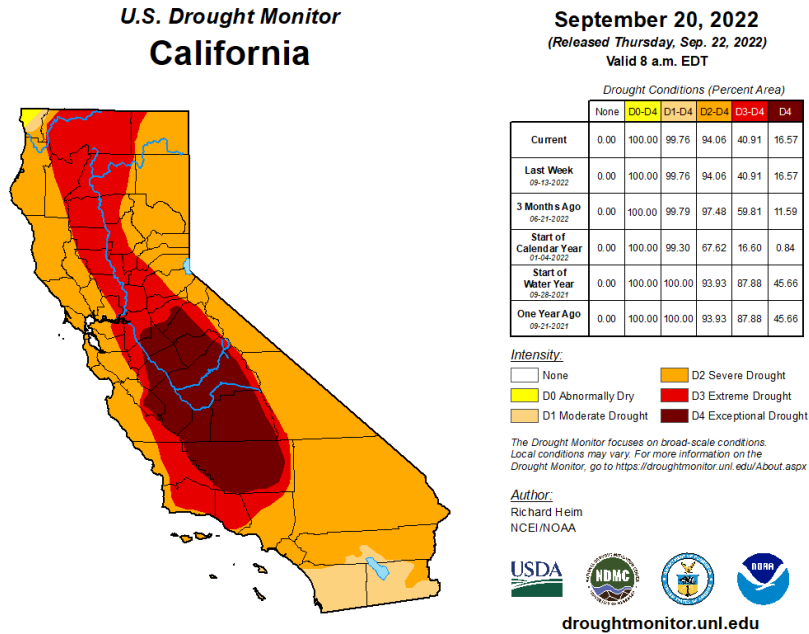 U.S. Drought Monitor
California
September 20, 2022
(Released Thursday, Sep. 22, 2022)
Valid 8 a.m. EDT
Drought Conditions (Percent Area)
None D0-D4 D1-D4 D2-D4 D3-D4 D4
Current 0.00 100.00 99.76 94.06 40.91 16.57
Last Week
09-13-2022 0.00 100.00 99.76 94.06 40.91 16.57
3 Months Ago
06-21-2022 0.00 100.00 99.79 97.48 59.81 11.59
Start of
Calendar Year
01-04-2022 0.00 100.00 99.30 67.62 16.60 0.84
Start of
Water Year
09-28-2021 0.00 100.00 100.00 93.93 87.88 45.66
One Year Ago
09-21-2021 0.00 100.00 100.00 93.93 87.88 45.66
Intensity:
None
D0 Abnormally Dry
D1 Moderate Drought
D2 Severe Drought
D3 Extreme Drought
D4 Exceptional Drought
The Drought Monitor focuses on broad-scale conditions.
Local conditions may vary. For more information on the
Drought Monitor, go to https://droughtmonitor.unl.edu/About.aspx
Author:
Richard Heim
NCEI/NOAA
USDA
NDMC
NOAA
droughtmonitor.unl.edu